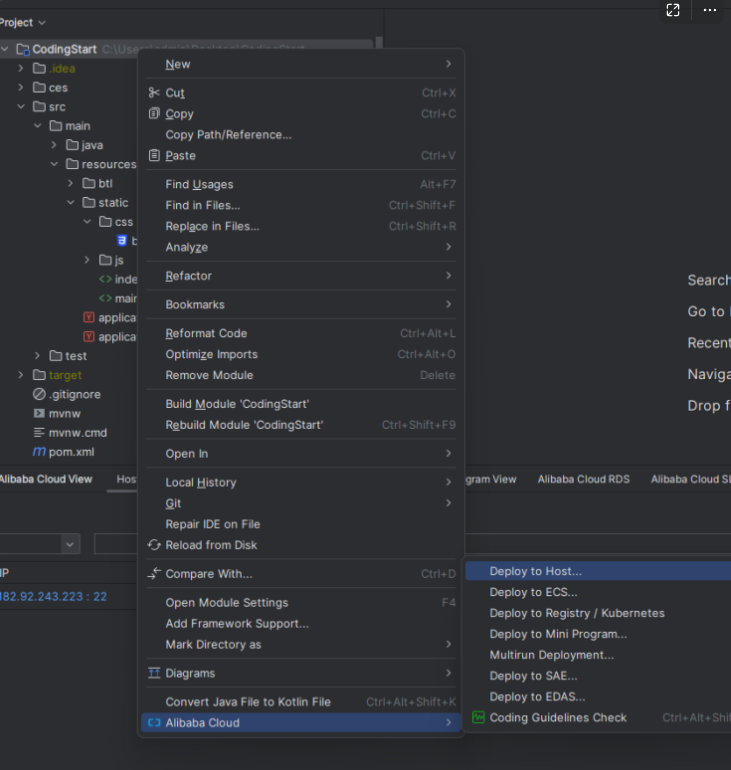 Project
CodingStart
.idea
ces
src
main
java
resources
btl
static
css
js
test
target
.gitignore
mvnw
mvnw.cmd
pom.xml
New
Cut Ctrl+X
Copy Ctrl+C
Copy Path/Reference...
Paste Ctrl+V
Find Usages Alt+F7
Find in Files... Ctrl+Shift+F
Replace in Files... Ctrl+Shift+R
Analyze
Refactor
Bookmarks
Reformat Code Ctrl+Alt+L
Optimize Imports Ctrl+Alt+O
Remove Module Delete
Build Module 'CodingStart'
Rebuild Module 'CodingStart' Ctrl+Shift+F9
Open In
Local History
Git
Repair IDE on File
Reload from Disk
Compare With... Ctrl+D
Open Module Settings F4
Add Framework Support...
Mark Directory as
Diagrams
Convert Java File to Kotlin File Ctrl+Alt+Shift+K
Alibaba Cloud
Search
Go to
Recent
Naviga
Drop f
Alibaba Cloud View
Hos
gram View
Alibaba Cloud RDS
Alibaba Cloud SL
IP
182.92.243.223 : 22
Deploy to Host...
Deploy to ECS...
Deploy to Registry / Kubernetes
Deploy to Mini Program...
Multirun Deployment...
Deploy to SAE...
Deploy to EDAS...
Coding Guidelines Check Ctrl+Alt+Shi